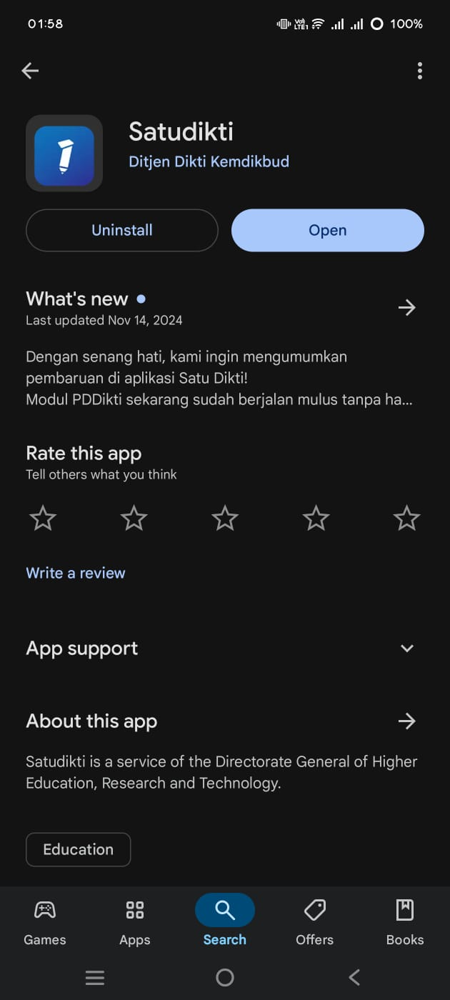 01:58
Vo) LTE1
100%
Satudikti
Ditjen Dikti Kemdikbud
Uninstall
Open
What's new
Last updated Nov 14, 2024
Dengan senang hati, kami ingin mengumumkan
pembaruan di aplikasi Satu Dikti!
Modul PDDikti sekarang sudah berjalan mulus tanpa ha...
Rate this app
Tell others what you think
Write a review
App support
About this app
Satudikti is a service of the Directorate General of Higher
Education, Research and Technology.
Education
Games
Apps
Search
Offers
Books